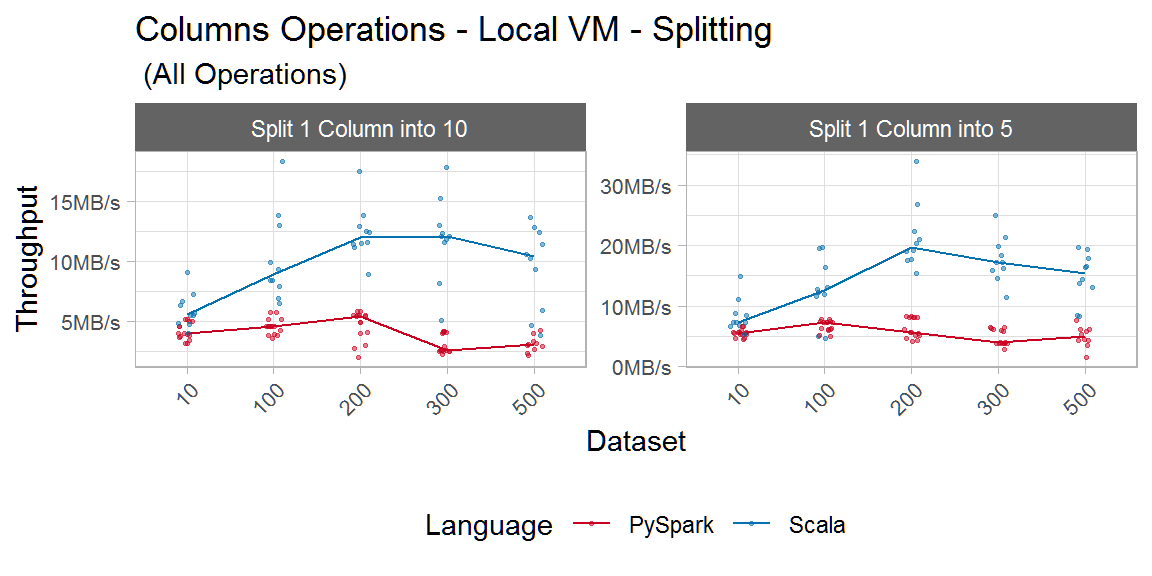 Columns Operations - Local VM - Splitting
(All Operations)
Split 1 Column into 10
Split 1 Column into 5
Throughput
15MB/s
10MB/s
5MB/s
30MB/s
20MB/s
10MB/s
0MB/s
10
100
200
300
500
10
100
200
300
500
Dataset
Language PySpark Scala